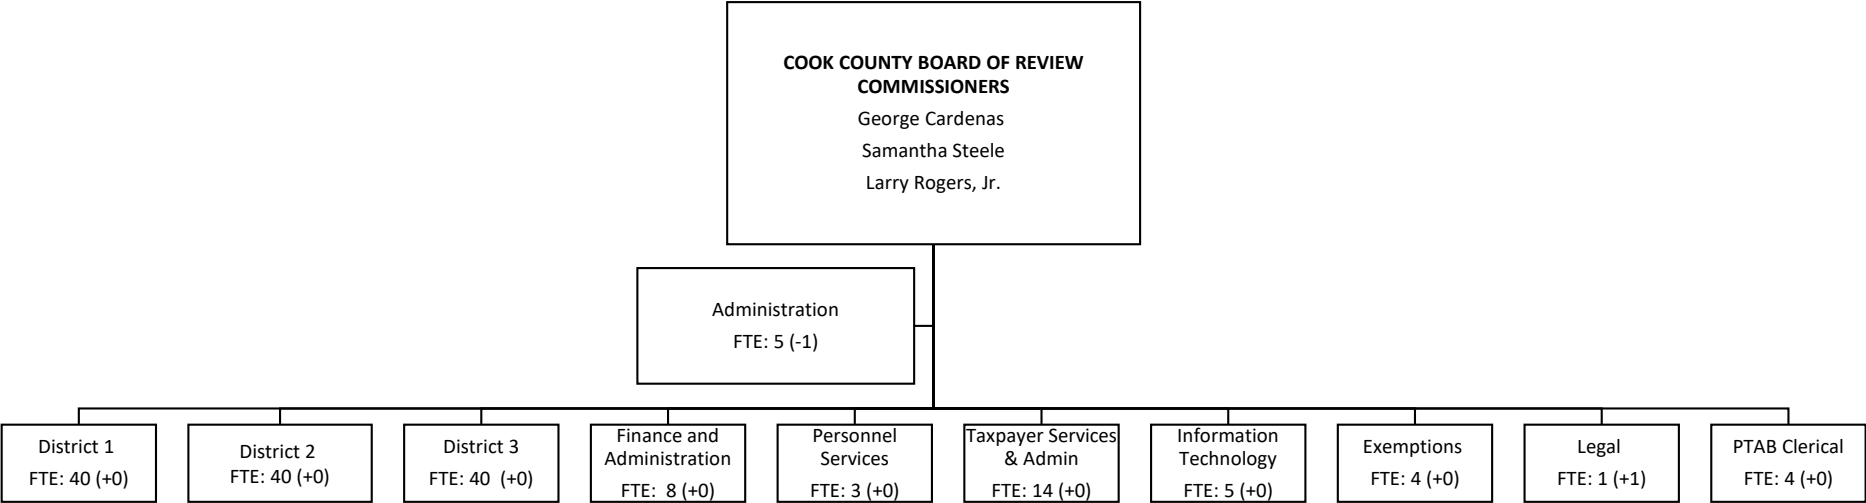 COOK COUNTY BOARD OF REVIEW
COMMISSIONERS
George Cardenas
Samantha Steele
Larry Rogers, Jr.
Administration
FTE: 5 (-1)
District 1
FTE: 40 (+0)
District 2
FTE: 40 (+0)
District 3
FTE: 40 (+0)
Finance and
Administration
FTE: 8 (+0)
Personnel
Services
FTE: 3 (+0)
Taxpayer Services
& Admin
FTE: 14 (+0)
Information
Technology
FTE: 5 (+0)
Exemptions
FTE: 4 (+0)
Legal
FTE: 1 (+1)
PTAB Clerical
FTE: 4 (+0)